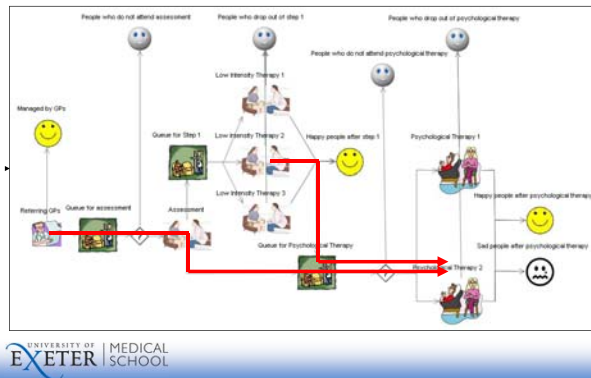 People who do not attend assessment
People who drop out of step 1
People who drop out of psychological therapy
People who do not attend psychological therapy
Low Intensity Therapy 1
Managed by GPs
Queue for Step 1
Low Intensity Therapy 2
Happy people after step 1
Psychological Therapy 1
Low Intensity Therapy 3
Happy people after psychological therapy
Referring GPs
Queue for assessment
Assessment
Queue for Psychological Therapy
Sad people after psychological therapy
Psychological Therapy 2
UNIVERSITY OF
EXETER
MEDICAL
SCHOOL